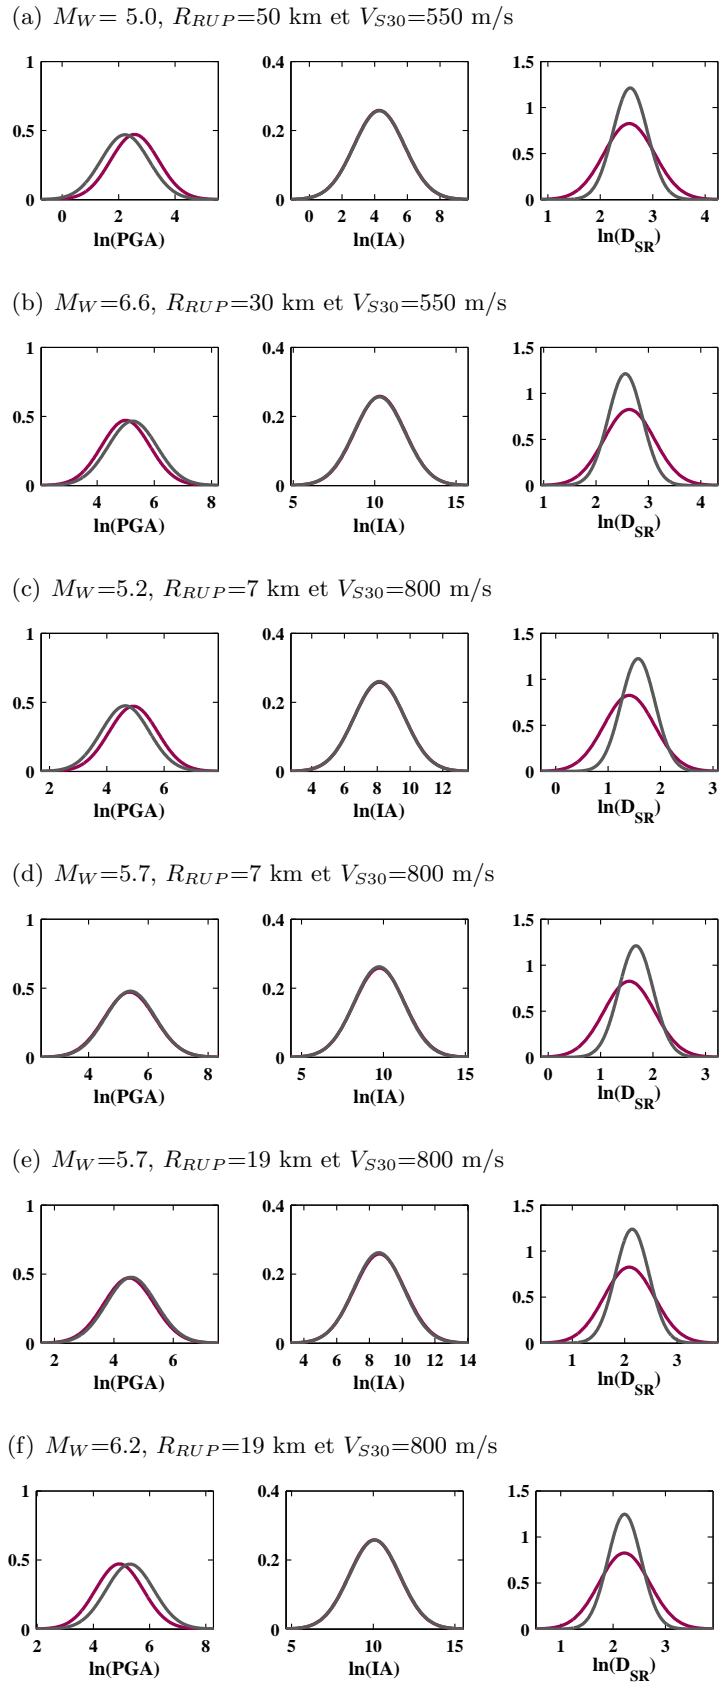 (a) M_W= 5.0, R_RUP=50 km et V_S30=550 m/s
1 0.4 1.5
1
0.5 0.2
0.5
0 0 0
0 2 4 0 2 4 6 8 1 2 3 4
ln(PGA) ln(IA) ln(D_SR)
(b) M_W=6.6, R_RUP=30 km et V_S30=550 m/s
1 0.4 1.5
1
0.5 0.2
0.5
0 0 0
4 6 8 5 10 15 1 2 3 4
ln(PGA) ln(IA) ln(D_SR)
(c) M_W=5.2, R_RUP=7 km et V_S30=800 m/s
1 0.4 1.5
1
0.5 0.2
0.5
0 0 0
2 4 6 4 6 8 10 12 0 1 2 3
ln(PGA) ln(IA) ln(D_SR)
(d) M_W=5.7, R_RUP=7 km et V_S30=800 m/s
1 0.4 1.5
1
0.5 0.2
0.5
0 0 0
4 6 8 5 10 15 0 1 2 3
ln(PGA) ln(IA) ln(D_SR)
(e) M_W=5.7, R_RUP=19 km et V_S30=800 m/s
1 0.4 1.5
1
0.5 0.2
0.5
0 0 0
2 4 6 4 6 8 10 12 14 1 2 3
ln(PGA) ln(IA) ln(D_SR)
(f) M_W=6.2, R_RUP=19 km et V_S30=800 m/s
1 0.4 1.5
1
0.5 0.2
0.5
0 0 0
2 4 6 8 5 10 15 1 2 3
ln(PGA) ln(IA) ln(D_SR)